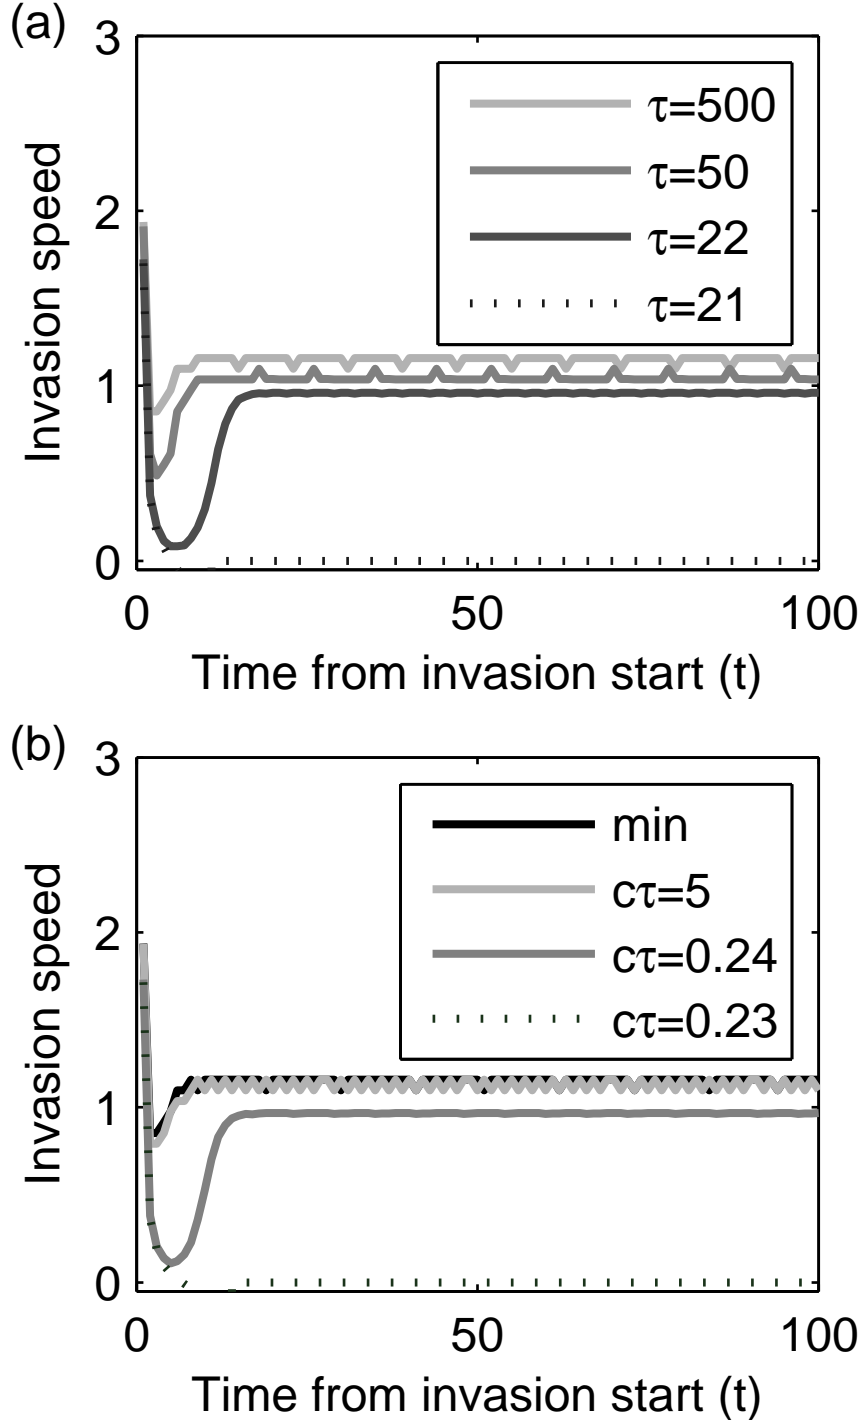 (a)
3
2
1
0
Invasion speed
τ=500
τ=50
τ=22
τ=21
0 50 100
Time from invasion start (t)
(b)
3
2
1
0
Invasion speed
min
cτ=5
cτ=0.24
cτ=0.23
0 50 100
Time from invasion start (t)